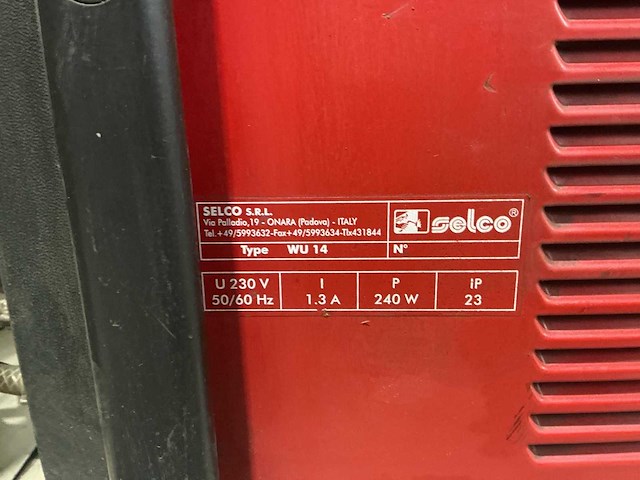 SELCO S.R.L.
Via Palladio,19 - ONARA (Padova) - ITALY
Tel.+49/5993632-Fax+49/5993634-Tlx431844
selco®
Type WU 14
N°
U 230 V I P iP
50/60 Hz 1.3 A 240 W 23